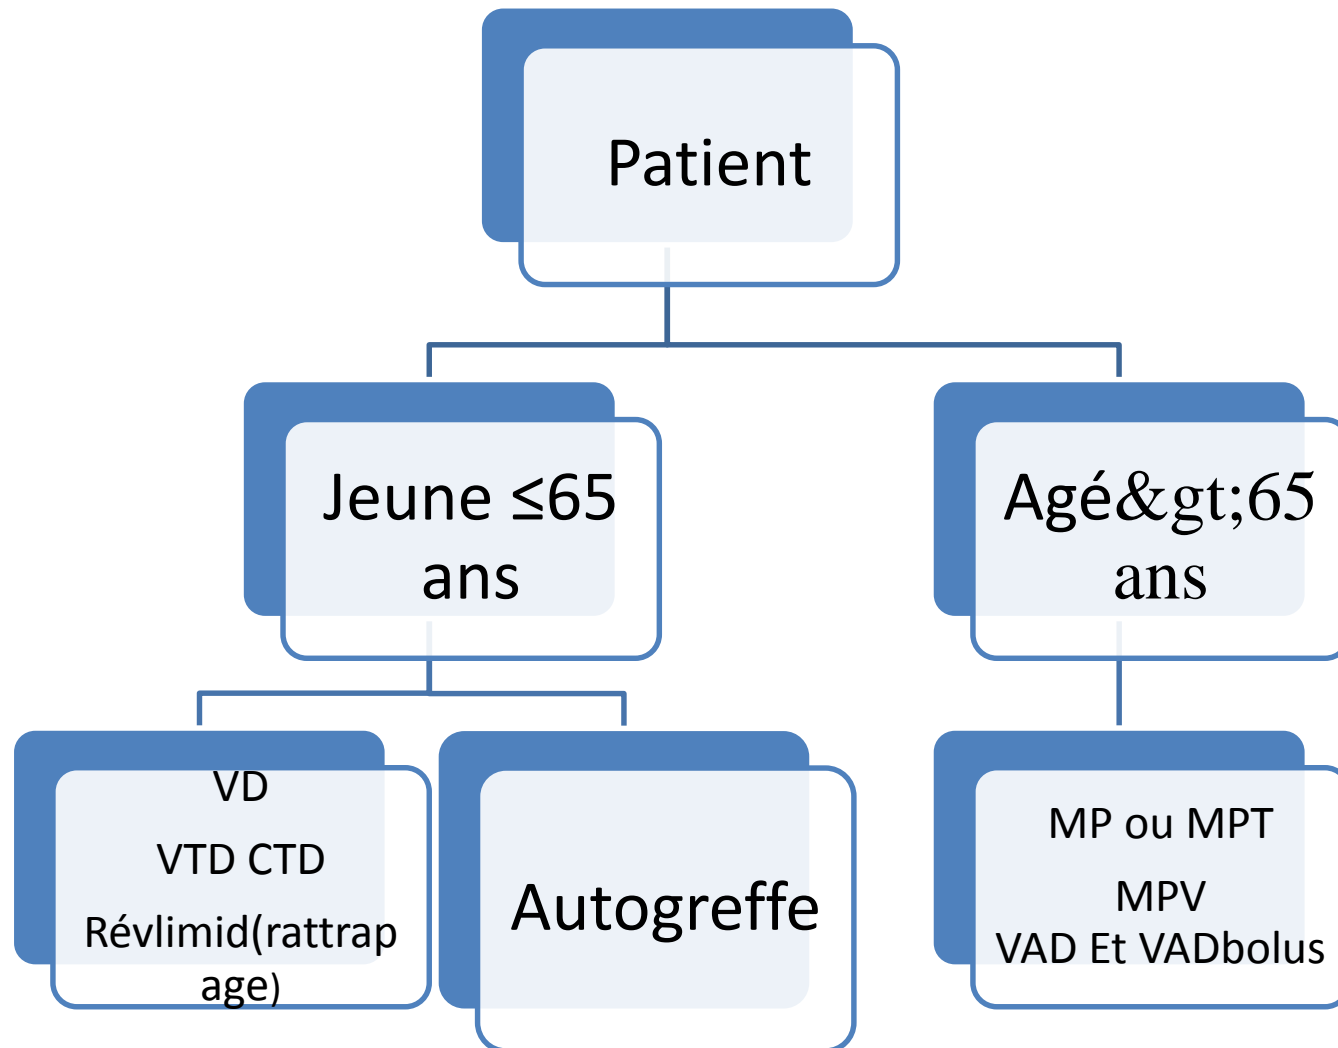 Patient
Jeune ≤65
ans
Agé&gt;65
ans
VD
VTD CTD
Révlimid(rattrap
age)
Autogreffe
MP ou MPT
MPV
VAD Et VADbolus